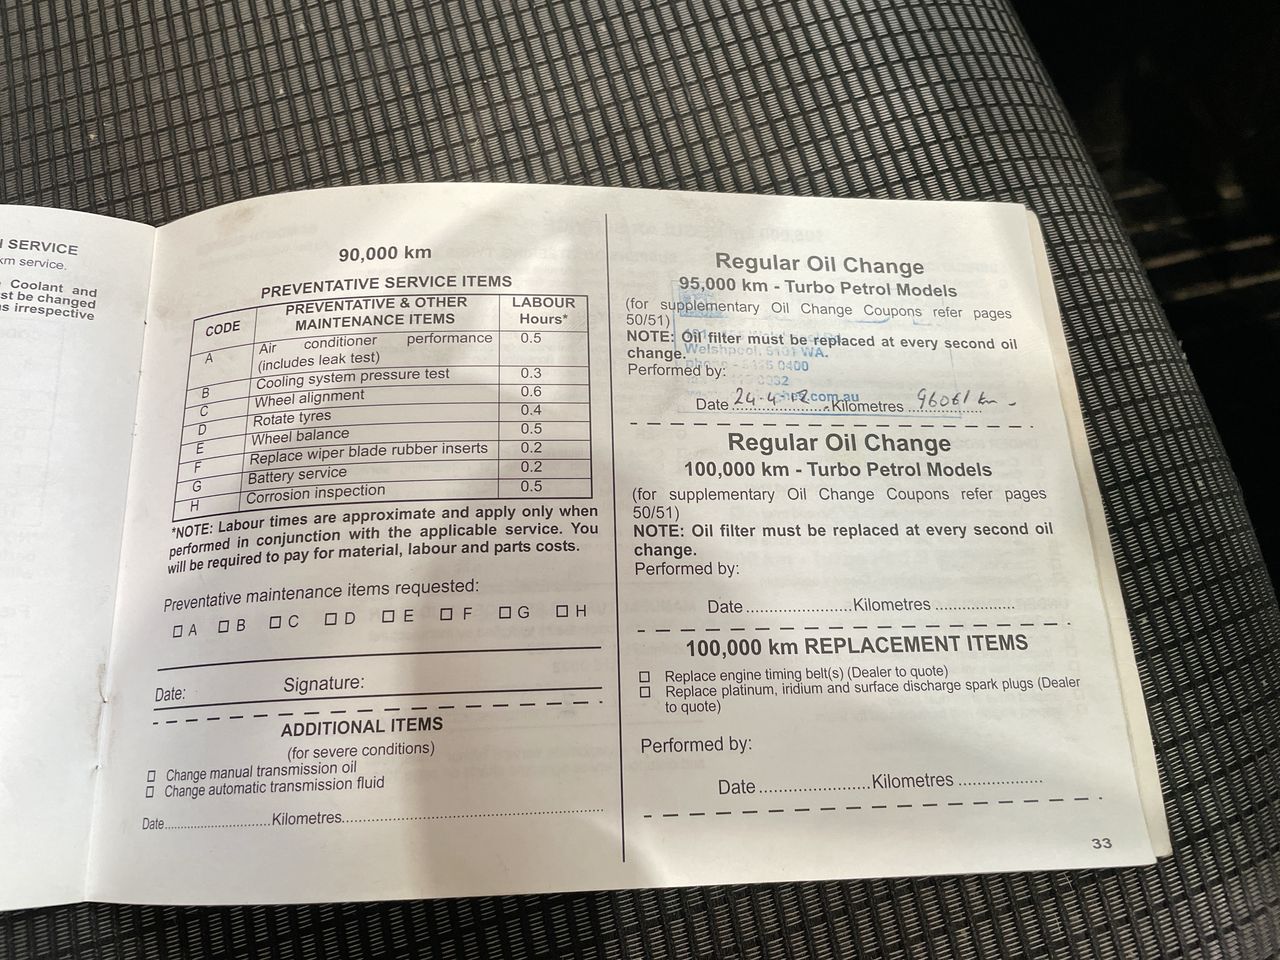 SERVICE
km service.
Coolant and
st be changed
s irrespective
90,000 km
PREVENTATIVE SERVICE ITEMS
CODE PREVENTATIVE & OTHER MAINTENANCE ITEMS LABOUR Hours*
A Air conditioner performance (includes leak test) 0.5
B Cooling system pressure test 0.3
C Wheel alignment 0.6
D Rotate tyres 0.4
E Wheel balance 0.5
F Replace wiper blade rubber inserts 0.2
G Battery service 0.2
H Corrosion inspection 0.5
*NOTE: Labour times are approximate and apply only when
performed in conjunction with the applicable service. You
will be required to pay for material, labour and parts costs.
Preventative maintenance items requested:
☐ A ☐ B ☐ C ☐ D ☐ E ☐ F ☐ G ☐ H
Date: Signature:
ADDITIONAL ITEMS
(for severe conditions)
☐ Change manual transmission oil
☐ Change automatic transmission fluid
Date............................Kilometres......................................................................
Regular Oil Change
95,000 km - Turbo Petrol Models
(for supplementary Oil Change Coupons refer pages
50/51)
NOTE: Oil filter must be replaced at every second oil
change.
Welshpool. 6101 WA.
Performed by:
0400
.com.au
Date 24-4- Kilometres 96061 km
Regular Oil Change
100,000 km - Turbo Petrol Models
(for supplementary Oil Change Coupons refer pages
50/51)
NOTE: Oil filter must be replaced at every second oil
change.
Performed by:
Date ........................Kilometres ..................
100,000 km REPLACEMENT ITEMS
☐ Replace engine timing belt(s) (Dealer to quote)
☐ Replace platinum, iridium and surface discharge spark plugs (Dealer
to quote)
Performed by:
Date .........................Kilometres ...................
33